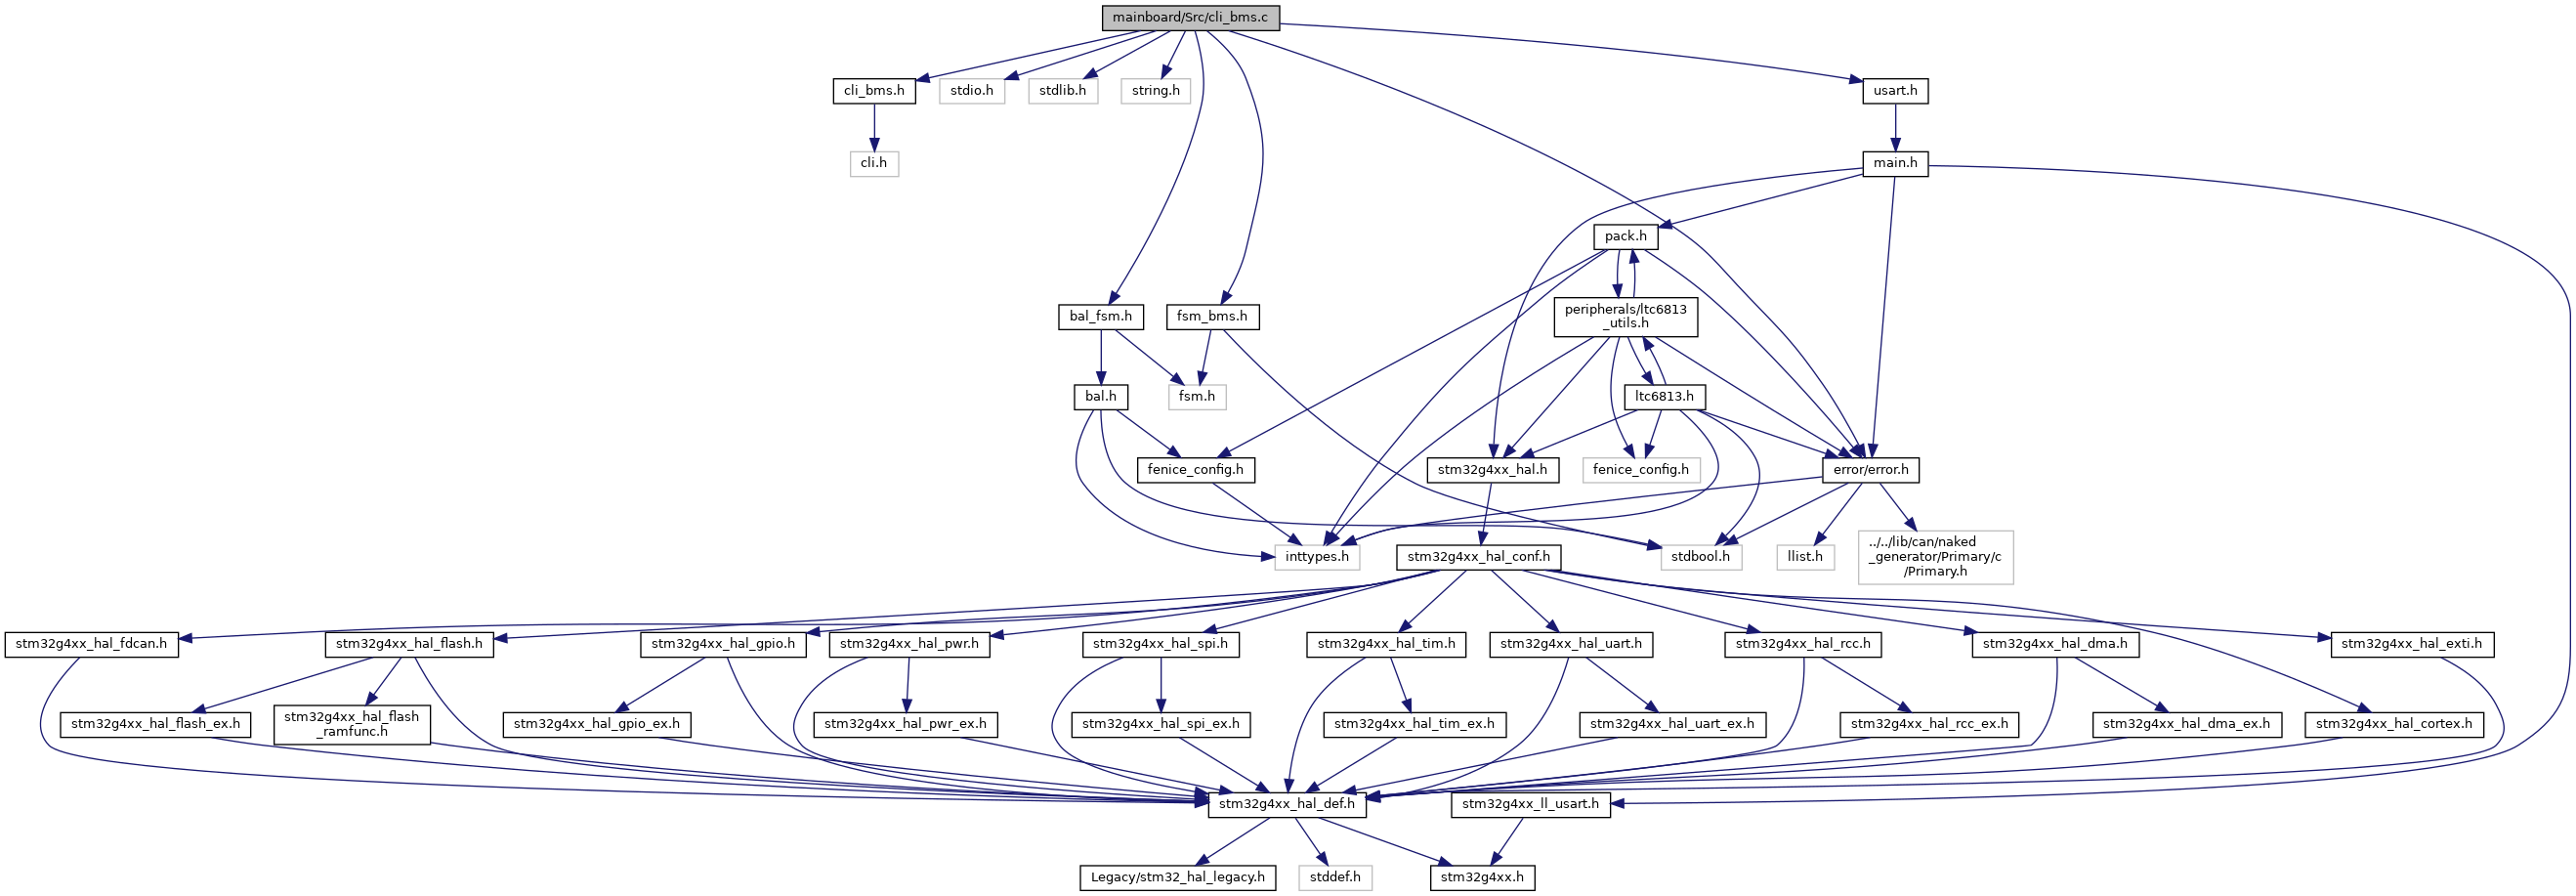 mainboard/Src/cli_bms.c
cli_bms.h
stdio.h
stdlib.h
string.h
usart.h
cli.h
main.h
pack.h
bal_fsm.h
fsm_bms.h
peripherals/ltc6813
_utils.h
bal.h
fsm.h
ltc6813.h
fenice_config.h
stm32g4xx_hal.h
fenice_config.h
error/error.h
inttypes.h
stm32g4xx_hal_conf.h
stdbool.h
llist.h
../../lib/can/naked
_generator/Primary/c
/Primary.h
stm32g4xx_hal_fdcan.h
stm32g4xx_hal_flash.h
stm32g4xx_hal_gpio.h
stm32g4xx_hal_pwr.h
stm32g4xx_hal_spi.h
stm32g4xx_hal_tim.h
stm32g4xx_hal_uart.h
stm32g4xx_hal_rcc.h
stm32g4xx_hal_dma.h
stm32g4xx_hal_exti.h
stm32g4xx_hal_flash_ex.h
stm32g4xx_hal_flash
_ramfunc.h
stm32g4xx_hal_gpio_ex.h
stm32g4xx_hal_pwr_ex.h
stm32g4xx_hal_spi_ex.h
stm32g4xx_hal_tim_ex.h
stm32g4xx_hal_uart_ex.h
stm32g4xx_hal_rcc_ex.h
stm32g4xx_hal_dma_ex.h
stm32g4xx_hal_cortex.h
stm32g4xx_hal_def.h
stm32g4xx_ll_usart.h
Legacy/stm32_hal_legacy.h
stddef.h
stm32g4xx.h